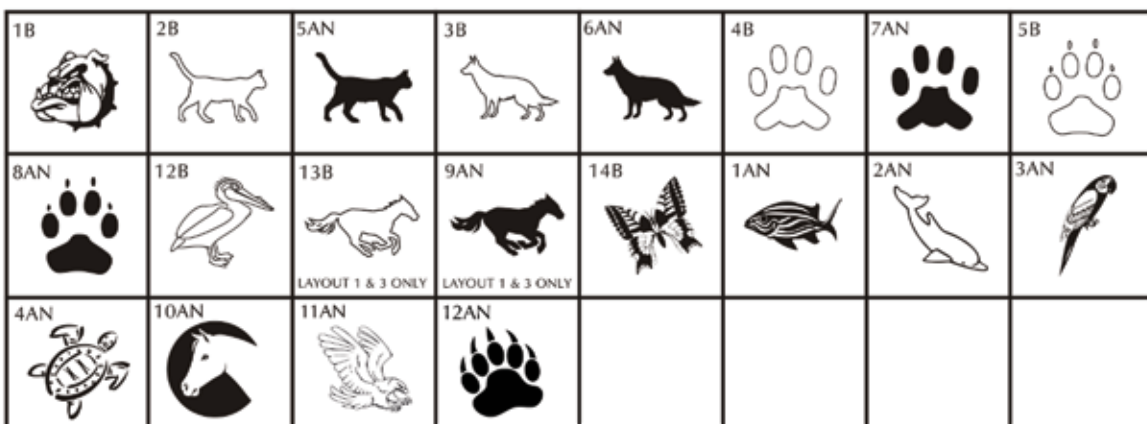 1B
2B
5AN
3B
6AN
4B
7AN
5B
8AN
12B
13B
9AN
14B
1AN
2AN
3AN
LAYOUT 1 & 3 ONLY
LAYOUT 1 & 3 ONLY
4AN
10AN
11AN
12AN